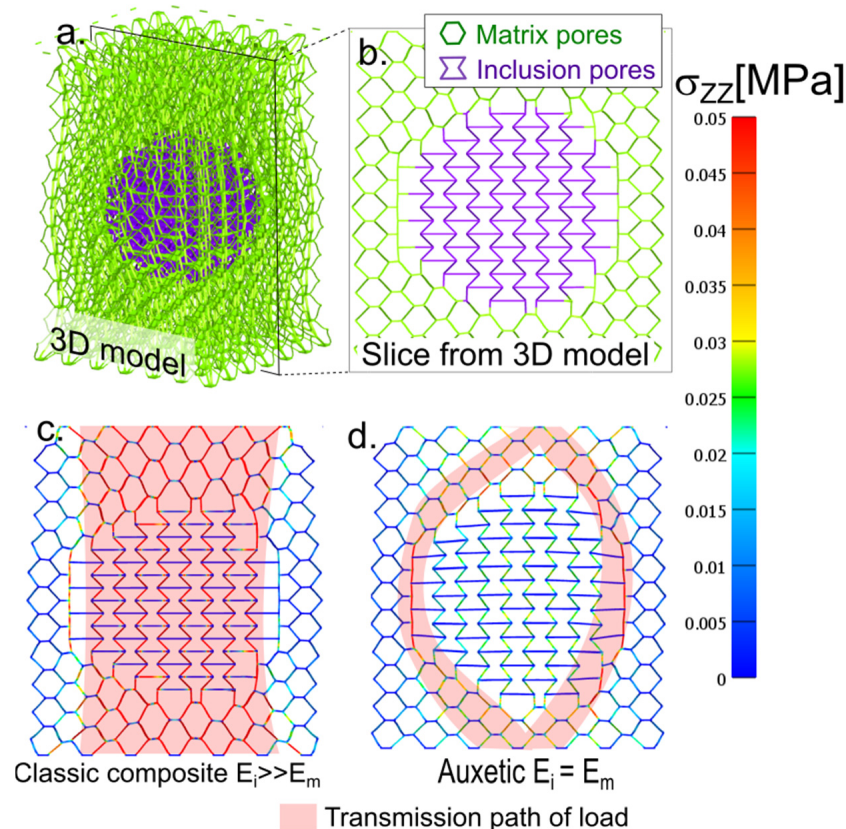 a.
b.
Matrix pores
Inclusion pores
3D model
Slice from 3D model
σZZ[MPa]
0.05
0.045
0.04
0.035
0.03
0.025
0.02
0.015
0.01
0.005
0
c.
d.
Classic composite Ei>>Em
Auxetic Ei = Em
Transmission path of load